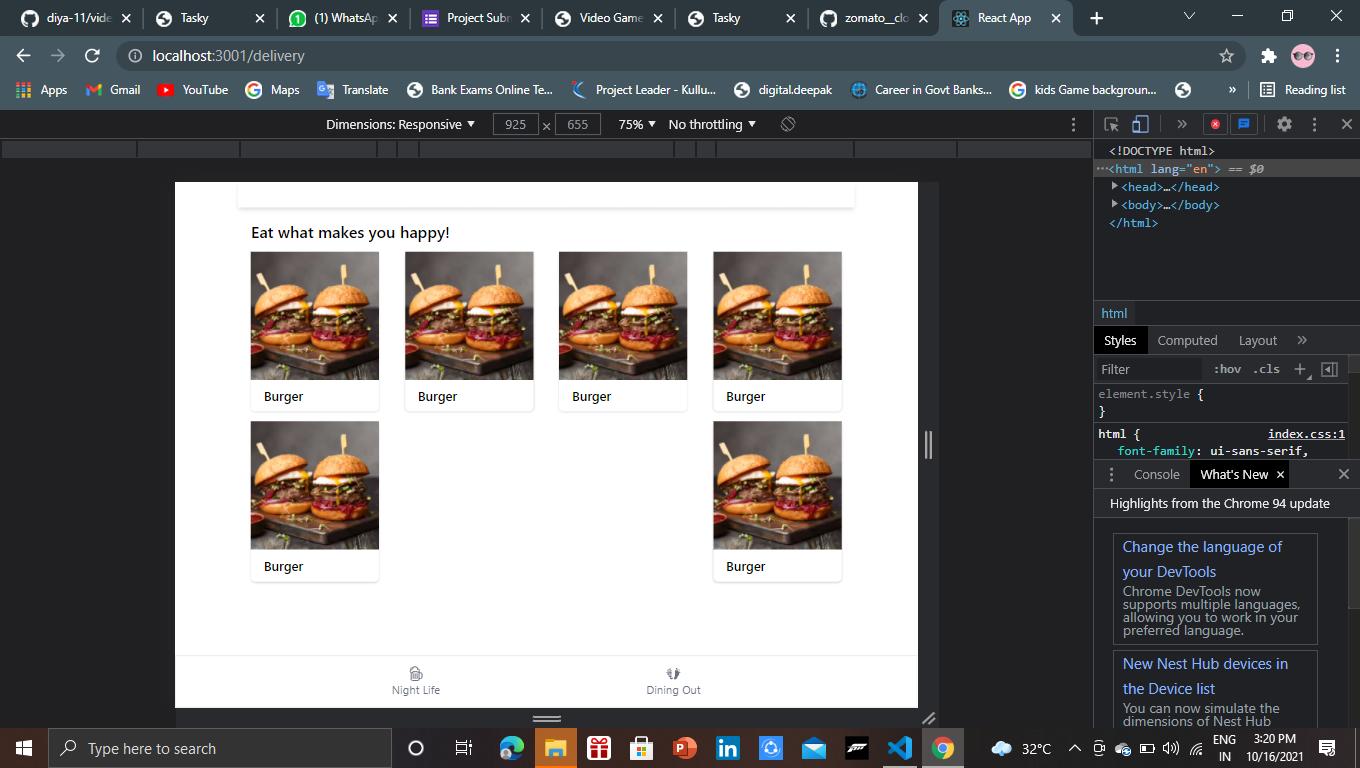 diya-11/vide
Tasky
(1) WhatsAp
Project Subm
Video Game
Tasky
zomato__clo
React App
localhost:3001/delivery
Apps
Gmail
YouTube
Maps
Translate
Bank Exams Online Te...
Project Leader - Kullu...
digital.deepak
Career in Govt Banks...
kids Game backgroun...
»
Reading list
Dimensions: Responsive
925
×
655
75%
No throttling
»
<!DOCTYPE html>
…<html lang="en"> == $0
<head>…</head>
<body>…</body>
</html>
html
Styles
Computed
Layout
»
Filter
:hov
.cls
element.style {
}
html {
index.css:1
font-family: ui-sans-serif,
Console
What's New
Highlights from the Chrome 94 update
Change the language of
your DevTools
Chrome DevTools now
supports multiple languages,
allowing you to work in your
preferred language.
New Nest Hub devices in
the Device list
You can now simulate the
dimensions of Nest Hub
Eat what makes you happy!
Burger
Burger
Burger
Burger
Burger
Burger
Night Life
Dining Out
Type here to search
32°C
ENG
IN
3:20 PM
10/16/2021